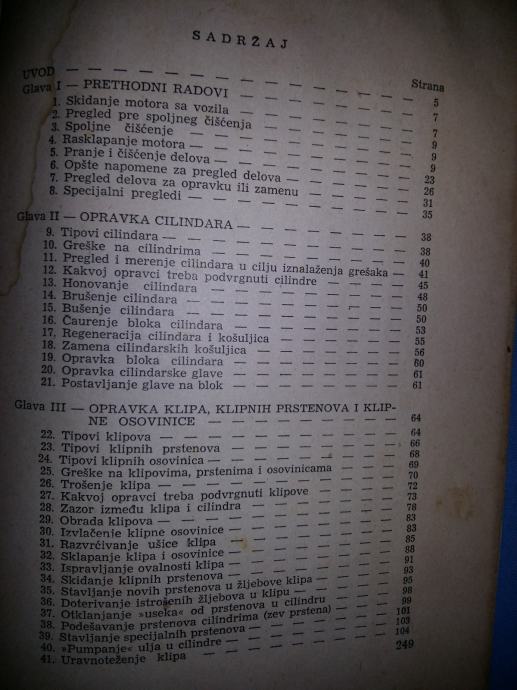 SADRŽAJ
Strana
UVOD — — — — — — — — — — — — 5
Glava I — PRETHODNI RADOVI — — — — — — — 7
1. Skidanje motora sa vozila — — — — — — — 7
2. Pregled pre spoljneg čišćenja — — — — — — 9
3. Spoljne čišćenje — — — — — — — — 9
4. Rasklapanje motora — — — — — — — — 9
5. Pranje i čišćenje delova — — — — — — — 23
6. Opšte napomene za pregled delova — — — — — 26
7. Pregled delova za opravku ili zamenu — — — — 31
8. Specijalni pregledi — — — — — — — — 35
Glava II — OPRAVKA CILINDARA — — — — — — — 38
9. Tipovi cilindara — — — — — — — — 38
10. Greške na cilindrima — — — — — — — 40
11. Pregled i merenje cilindara u cilju iznalaženja grešaka — 41
12. Kakvoj opravci treba podvrgnuti cilindre — — — 45
13. Honovanje cilindara — — — — — — — 48
14. Brušenje cilindara — — — — — — — — 50
15. Bušenje cilindara — — — — — — — — 50
16. Čaurenje bloka cilindara — — — — — — 53
17. Regeneracija cilindara i košuljica — — — — — 55
18. Zamena cilindarskih košuljica — — — — — — 56
19. Opravka bloka cilindara — — — — — — 60
20. Opravka cilindarske glave — — — — — — 61
21. Postavljanje glave na blok — — — — — — 61
Glava III — OPRAVKA KLIPA, KLIPNIH PRSTENOVA I KLIP-
NE OSOVINICE — — — — — — — — 64
22. Tipovi klipova — — — — — — — — 64
23. Tipovi klipnih prstenova — — — — — — 66
24. Tipovi klipnih osovinica — — — — — — 68
25. Greške na klipovima, prstenima i osovinicama — — 69
26. Trošenje klipa — — — — — — — — 70
27. Kakvoj opravci treba podvrgnuti klipove — — — 72
28. Zazor između klipa i cilindra — — — — — 73
29. Obrada klipova — — — — — — — — 78
30. Izvlačenje klipne osovinice — — — — — — 83
31. Razvrćivanje ušice klipa — — — — — — 83
32. Sklapanje klipa i osovinice — — — — — — 85
33. Ispravljanje ovalnosti klipa — — — — — — 88
34. Skidanje klipnih prstenova — — — — — — 91
35. Stavljanje novih prstenova u žljebove klipa — — — 93
36. Doterivanje istrošenih žljebova u klipu — — — — 95
37. Otklanjanje »useka« od prstenova u cilindru — — — 98
38. Podešavanje prstenova cilindrima (zev prstena) — — 99
39. Stavljanje specijalnih prstenova — — — — — 101
40. »Pumpanje« ulja u cilindre — — — — — — 103
41. Uravnoteženje klipa — — — — — — — 104
249